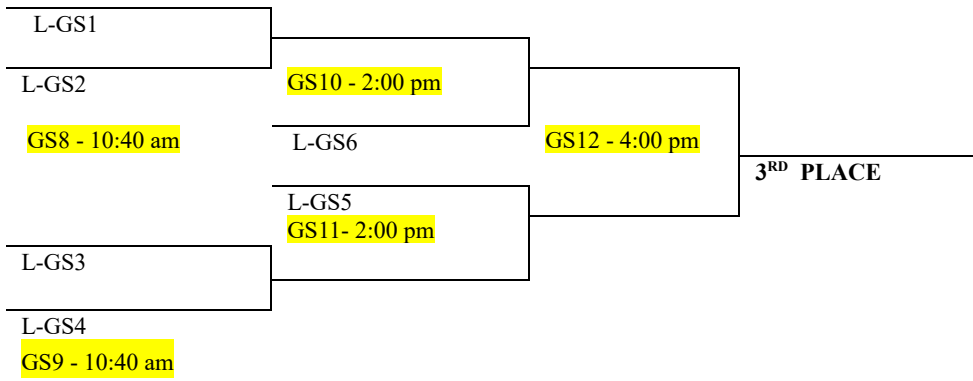 L-GS1
L-GS2
GS10 - 2:00 pm
GS8 - 10:40 am
L-GS6
GS12 - 4:00 pm
3RD PLACE
L-GS5
GS11- 2:00 pm
L-GS3
L-GS4
GS9 - 10:40 am